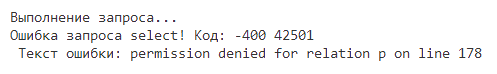 Выполнение запроса...
Ошибка запроса select! Код: -400 42501
Текст ошибки: permission denied for relation p on line 178